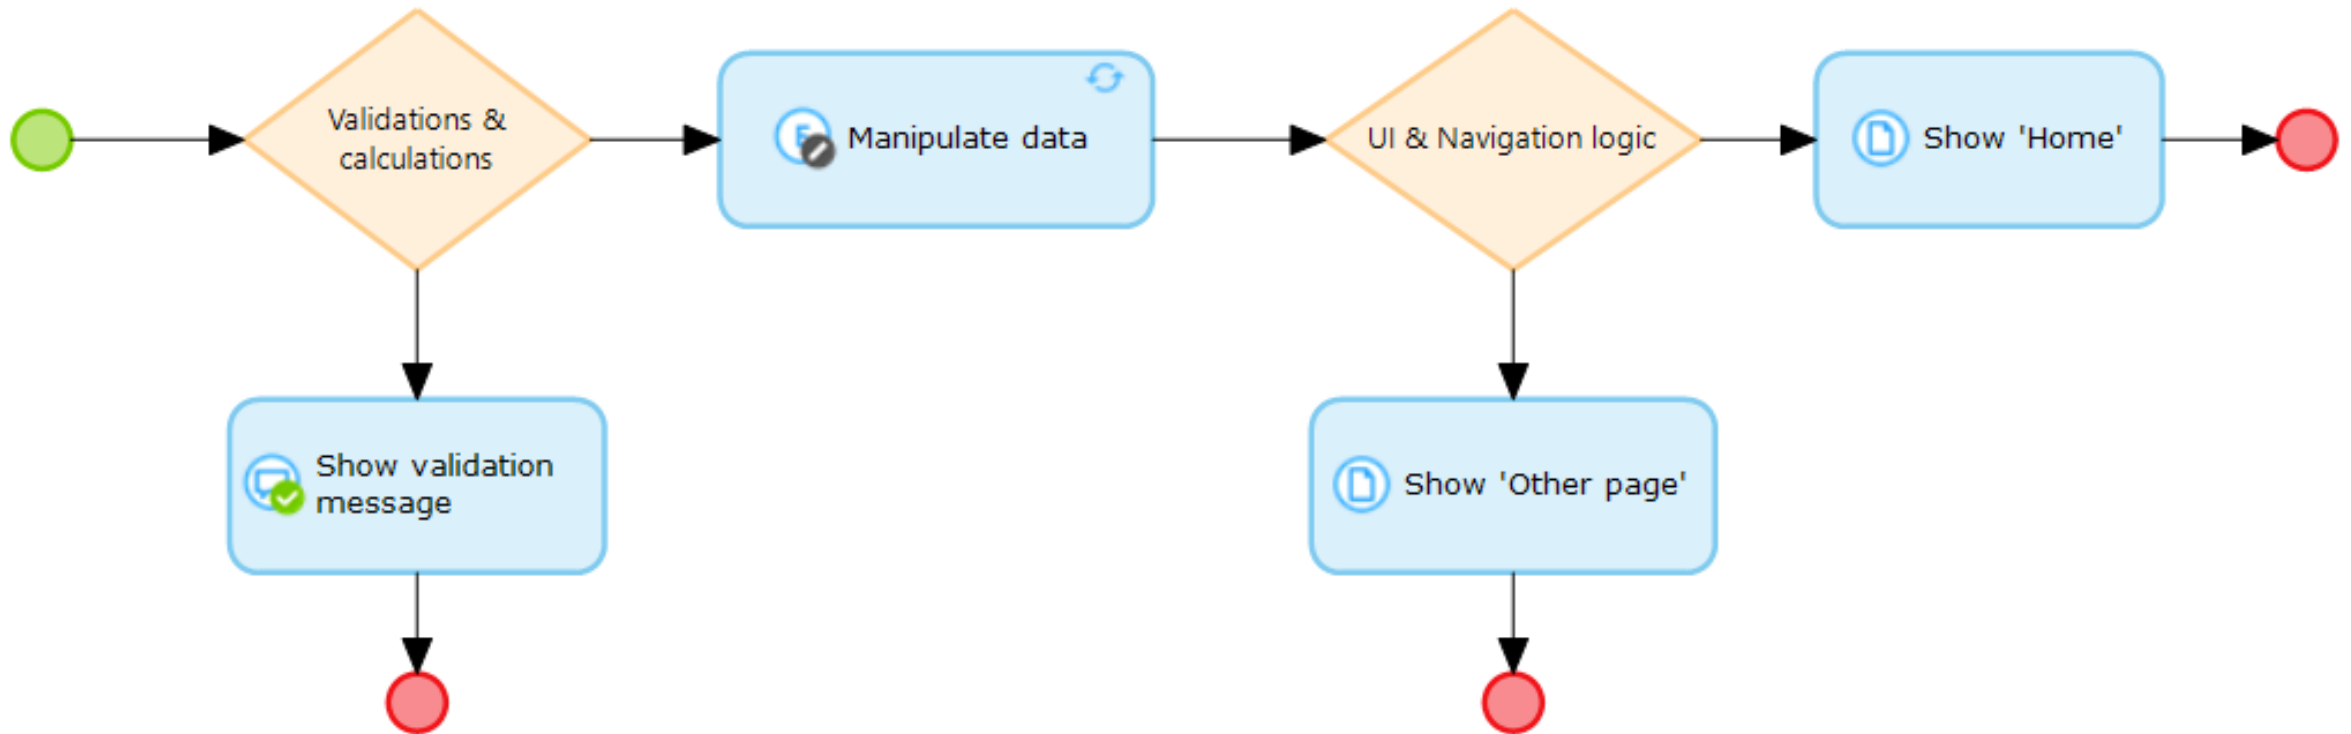 Validations &
calculations
Manipulate data
UI & Navigation logic
Show 'Home'
Show validation
message
Show 'Other page'